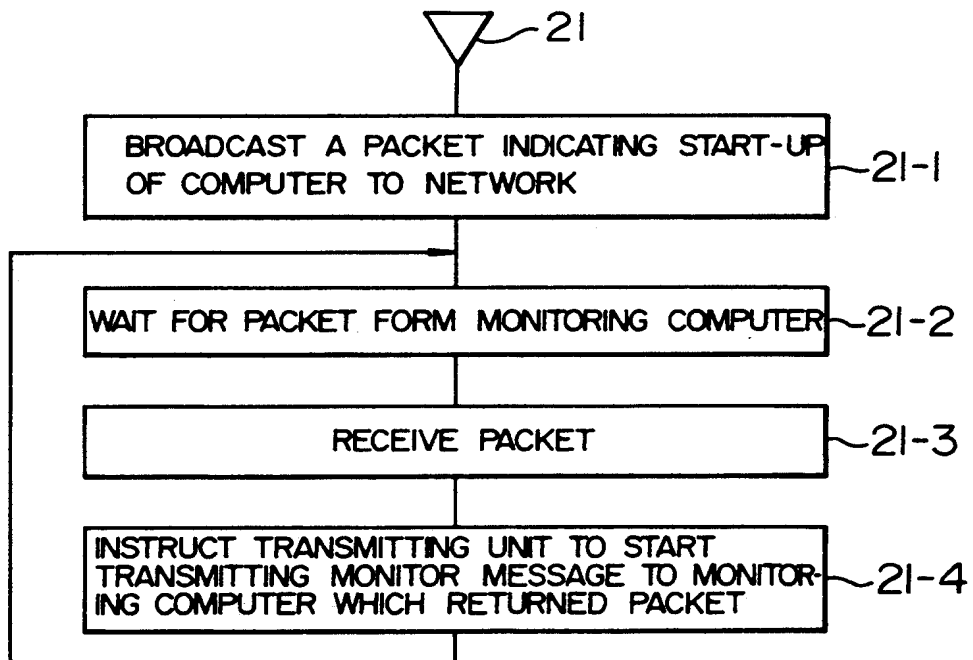 21
BROADCAST A PACKET INDICATING START-UP
OF COMPUTER TO NETWORK
21-1
WAIT FOR PACKET FORM MONITORING COMPUTER
21-2
RECEIVE PACKET
21-3
INSTRUCT TRANSMITTING UNIT TO START
TRANSMITTING MONITOR MESSAGE TO MONITOR-
ING COMPUTER WHICH RETURNED PACKET
21-4